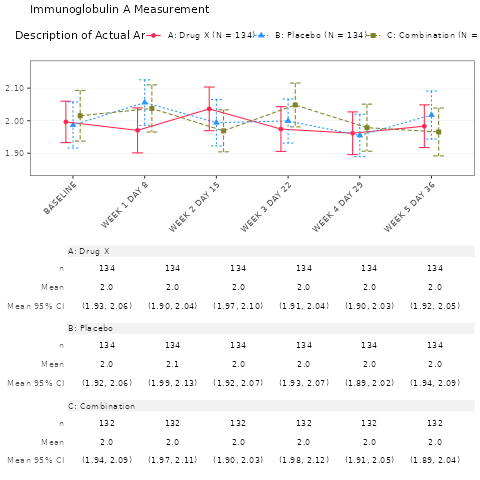 Immunoglobulin A Measurement
Description of Actual Ar A: Drug X (N = 134) B: Placebo (N = 134) C: Combination (N =
2.10
2.00
1.90
BASELINE WEEK 1 DAY 8 WEEK 2 DAY 15 WEEK 3 DAY 22 WEEK 4 DAY 29 WEEK 5 DAY 36
A: Drug X
n 134 134 134 134 134 134
Mean 2.0 2.0 2.0 2.0 2.0 2.0
Mean 95% CI (1.93, 2.06) (1.90, 2.04) (1.97, 2.10) (1.91, 2.04) (1.90, 2.03) (1.92, 2.05)
B: Placebo
n 134 134 134 134 134 134
Mean 2.0 2.1 2.0 2.0 2.0 2.0
Mean 95% CI (1.92, 2.06) (1.99, 2.13) (1.92, 2.07) (1.93, 2.07) (1.89, 2.02) (1.94, 2.09)
C: Combination
n 132 132 132 132 132 132
Mean 2.0 2.0 2.0 2.0 2.0 2.0
Mean 95% CI (1.94, 2.09) (1.97, 2.11) (1.90, 2.03) (1.98, 2.12) (1.91, 2.05) (1.89, 2.04)